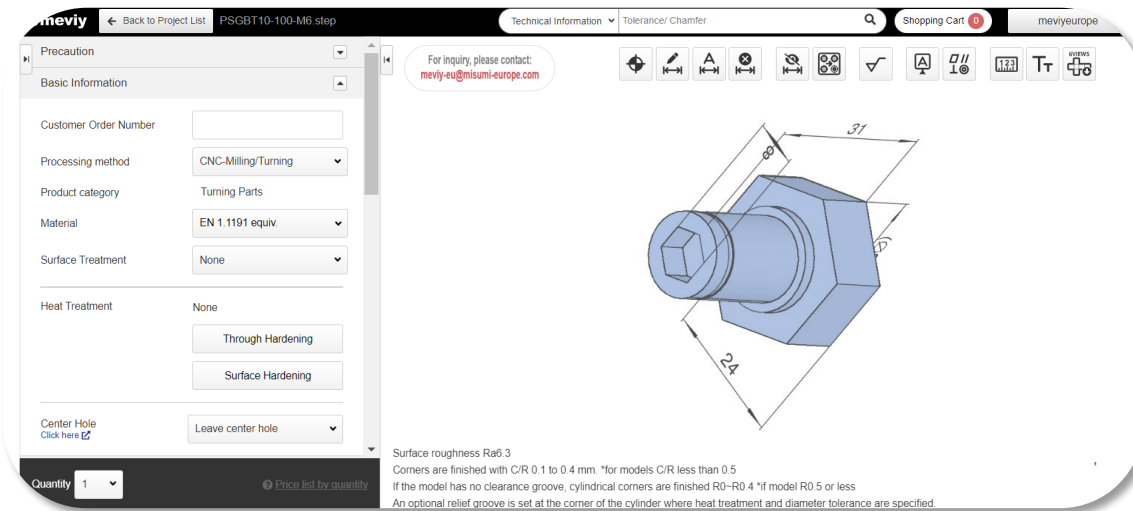 meviy
← Back to Project List
PSGBT10-100-M6.step
Technical Information
Tolerance/ Chamfer
Shopping Cart 0
meviyeurope
Precaution
Basic Information
Customer Order Number
Processing method
CNC-Milling/Turning
Product category
Turning Parts
Material
EN 1.1191 equiv.
Surface Treatment
None
Heat Treatment
None
Through Hardening
Surface Hardening
Center Hole
Click here
Leave center hole
Quantity 1
Price list by quantity
For inquiry, please contact:
meviy-eu@misumi-europe.com
A
A
123
TT
6VIEWS
31
8
24
Surface roughness Ra6.3
Corners are finished with C/R 0.1 to 0.4 mm. *for models C/R less than 0.5
If the model has no clearance groove, cylindrical corners are finished R0~R0.4 *if model R0.5 or less
An optional relief groove is set at the corner of the cylinder where heat treatment and diameter tolerance are specified.